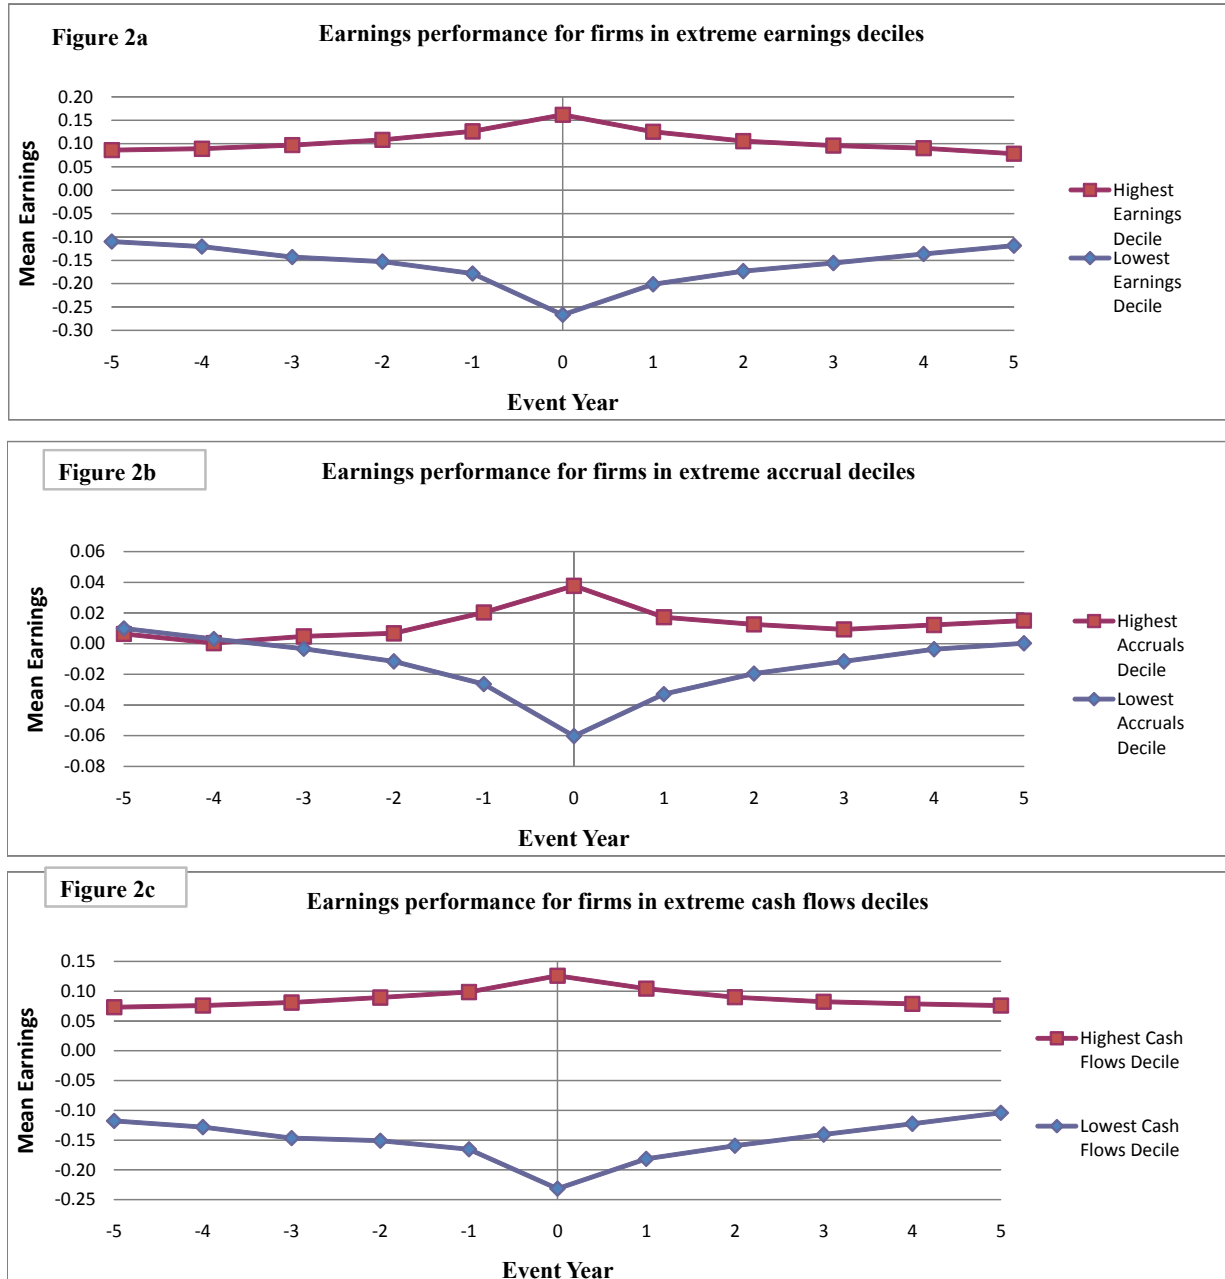 Figure 2a
Earnings performance for firms in extreme earnings deciles
Mean Earnings
0.20
0.15
0.10
0.05
0.00
-0.05
-0.10
-0.15
-0.20
-0.25
-0.30
-5 -4 -3 -2 -1 0 1 2 3 4 5
Event Year
Highest
Earnings
Decile
Lowest
Earnings
Decile
Figure 2b
Earnings performance for firms in extreme accrual deciles
Mean Earnings
0.06
0.04
0.02
0.00
-0.02
-0.04
-0.06
-0.08
-5 -4 -3 -2 -1 0 1 2 3 4 5
Event Year
Highest
Accruals
Decile
Lowest
Accruals
Decile
Figure 2c
Earnings performance for firms in extreme cash flows deciles
Mean Earnings
0.15
0.10
0.05
0.00
-0.05
-0.10
-0.15
-0.20
-0.25
-5 -4 -3 -2 -1 0 1 2 3 4 5
Event Year
Highest Cash
Flows Decile
Lowest Cash
Flows Decile